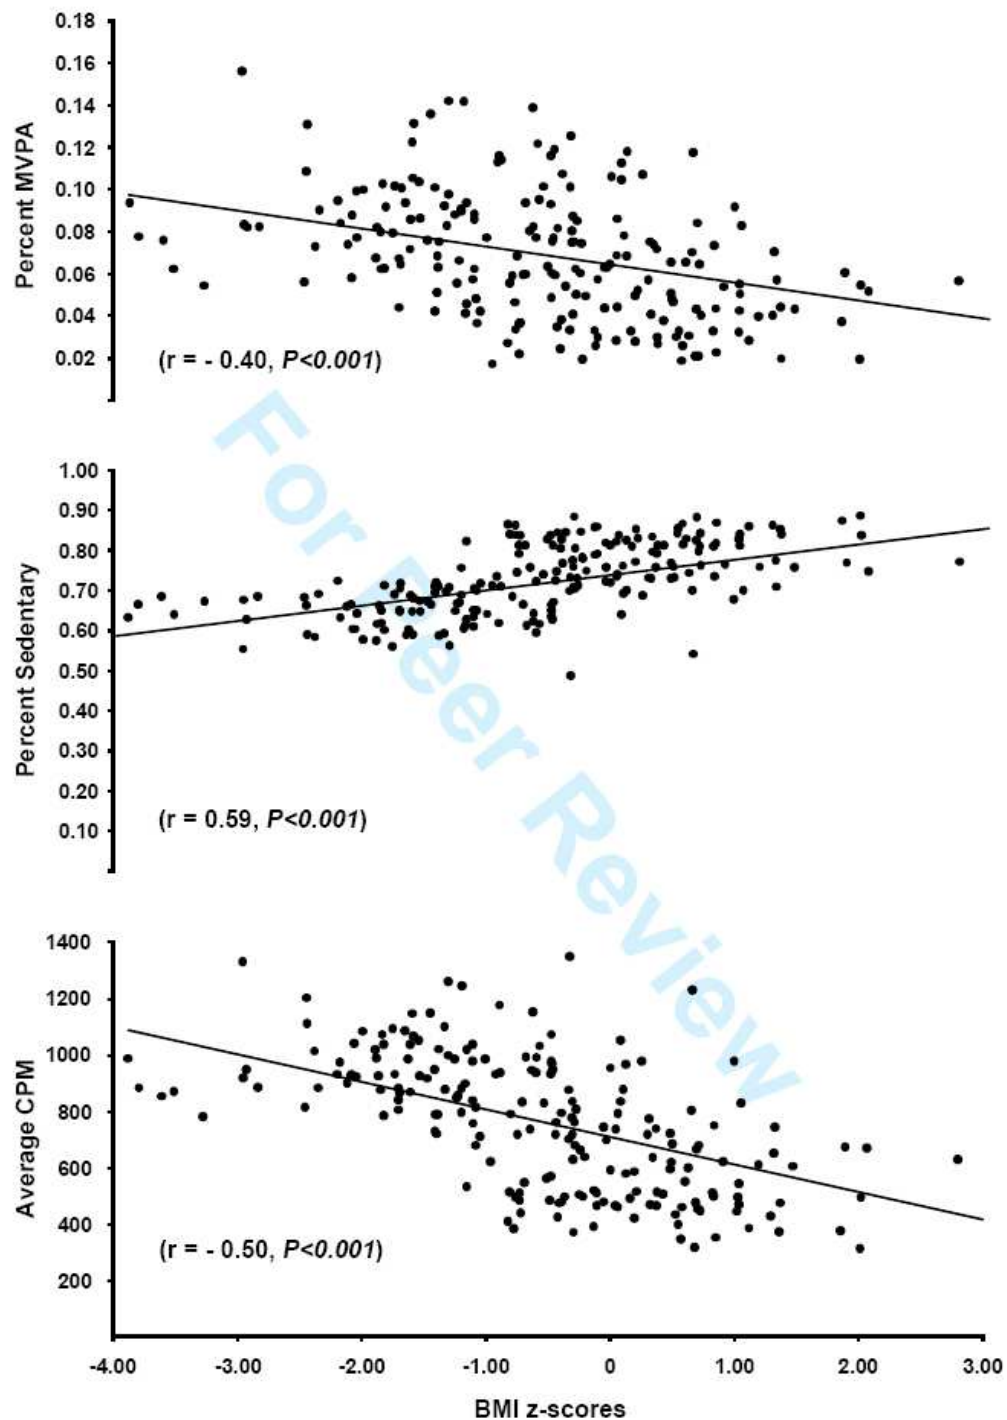 0.18
0.16
0.14
0.12
0.10
0.08
0.06
0.04
0.02
Percent MVPA
(r = - 0.40, P<0.001)
1.00
0.90
0.80
0.70
0.60
0.50
0.40
0.30
0.20
0.10
Percent Sedentary
(r = 0.59, P<0.001)
For Peer Review
1400
1200
1000
800
600
400
200
Average CPM
(r = - 0.50, P<0.001)
-4.00 -3.00 -2.00 -1.00 0 1.00 2.00 3.00
BMI z-scores